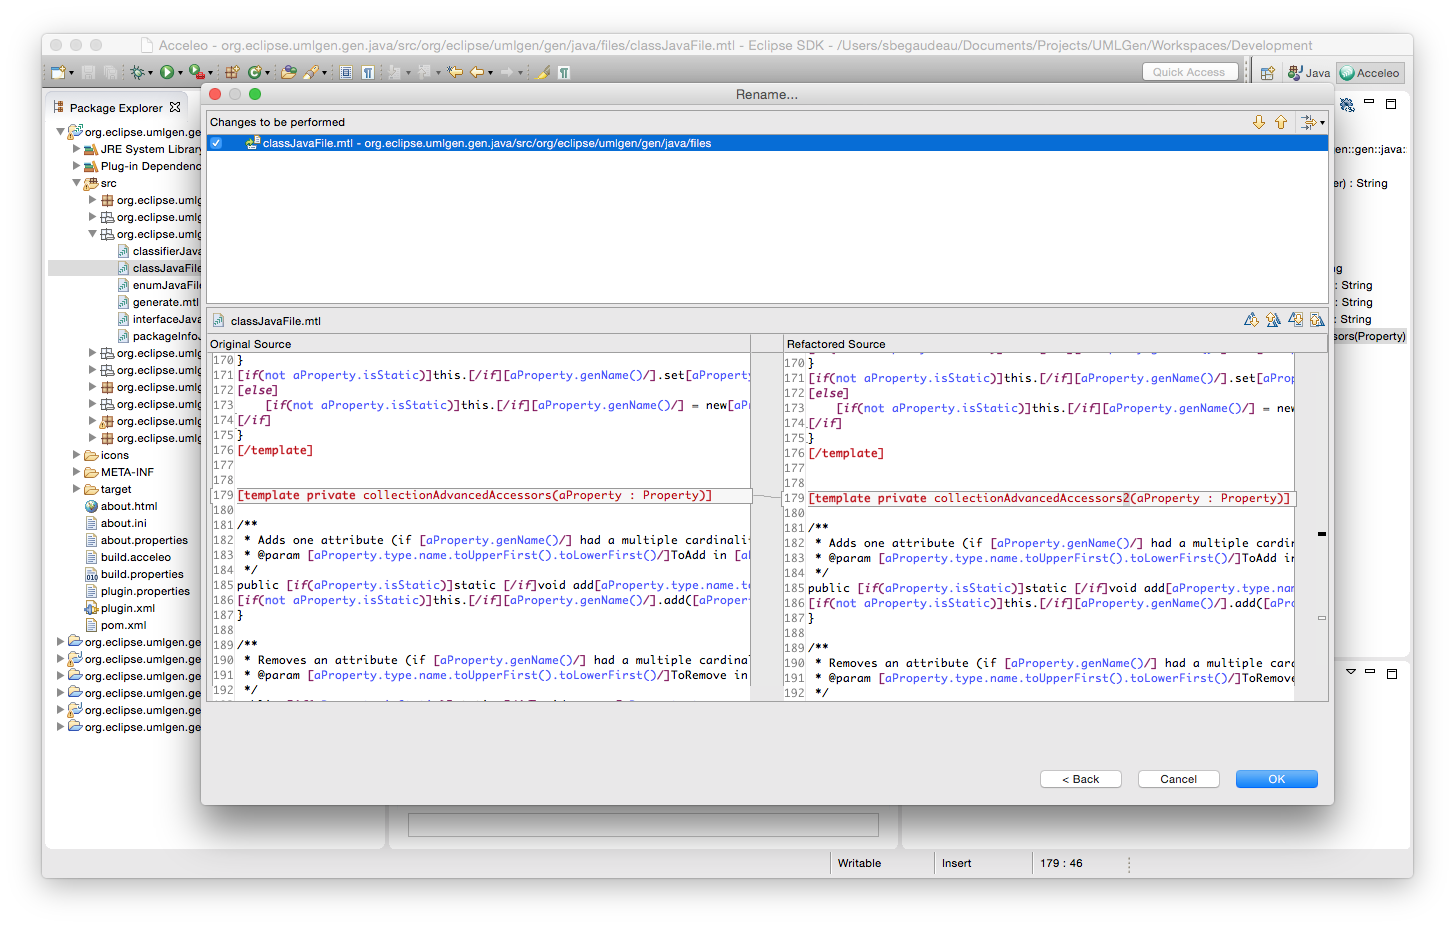 Acceleo - org.eclipse.umlgen.gen.java/src/org/eclipse/umlgen/gen/java/files/classJavaFile.mtl - Eclipse SDK - /Users/sbegaudeau/Documents/Projects/UMLGen/Workspaces/Development
Quick Access
Java
Acceleo
Package Explorer
Rename...
Changes to be performed
classJavaFile.mtl - org.eclipse.umlgen.gen.java/src/org/eclipse/umlgen/gen/java/files
org.eclipse.umlgen.ge
JRE System Library
Plug-in Dependenc
src
org.eclipse.umlg
org.eclipse.umlg
org.eclipse.umlg
classifierJava
classJavaFile
enumJavaFile
generate.mtl
interfaceJava
packageInfoJ
org.eclipse.umlg
org.eclipse.umlg
org.eclipse.umlg
org.eclipse.umlg
org.eclipse.umlg
org.eclipse.umlg
icons
META-INF
target
about.html
about.ini
about.properties
build.acceleo
build.properties
plugin.properties
plugin.xml
pom.xml
org.eclipse.umlgen.ge
org.eclipse.umlgen.ge
org.eclipse.umlgen.ge
org.eclipse.umlgen.ge
org.eclipse.umlgen.ge
org.eclipse.umlgen.ge
en::gen::java::
er) : String
ng
: String
: String
: String
sors(Property)
classJavaFile.mtl
Original Source
170 }
171 [if(not aProperty.isStatic)]this.[/if][aProperty.genName()/].set[aProperty
172 [else]
173     [if(not aProperty.isStatic)]this.[/if][aProperty.genName()/] = new[aP
174 [/if]
175 }
176 [/template]
177
178
179 [template private collectionAdvancedAccessors(aProperty : Property)]
180
181 /**
182  * Adds one attribute (if [aProperty.genName()/] had a multiple cardinali
183  * @param [aProperty.type.name.toUpperFirst().toLowerFirst()/]ToAdd in [a
184  */
185 public [if(aProperty.isStatic)]static [/if]void add[aProperty.type.name.to
186 [if(not aProperty.isStatic)]this.[/if][aProperty.genName()/].add([aProper
187 }
188
189 /**
190  * Removes an attribute (if [aProperty.genName()/] had a multiple cardinal
191  * @param [aProperty.type.name.toUpperFirst().toLowerFirst()/]ToRemove in
192  */
Refactored Source
170 }
171 [if(not aProperty.isStatic)]this.[/if][aProperty.genName()/].set[aProp
172 [else]
173     [if(not aProperty.isStatic)]this.[/if][aProperty.genName()/] = new
174 [/if]
175 }
176 [/template]
177
178
179 [template private collectionAdvancedAccessors2(aProperty : Property)]
180
181 /**
182  * Adds one attribute (if [aProperty.genName()/] had a multiple cardin
183  * @param [aProperty.type.name.toUpperFirst().toLowerFirst()/]ToAdd in
184  */
185 public [if(aProperty.isStatic)]static [/if]void add[aProperty.type.nam
186 [if(not aProperty.isStatic)]this.[/if][aProperty.genName()/].add([aPro
187 }
188
189 /**
190  * Removes an attribute (if [aProperty.genName()/] had a multiple card
191  * @param [aProperty.type.name.toUpperFirst().toLowerFirst()/]ToRemove
192  */
< Back
Cancel
OK
Writable
Insert
179 : 46